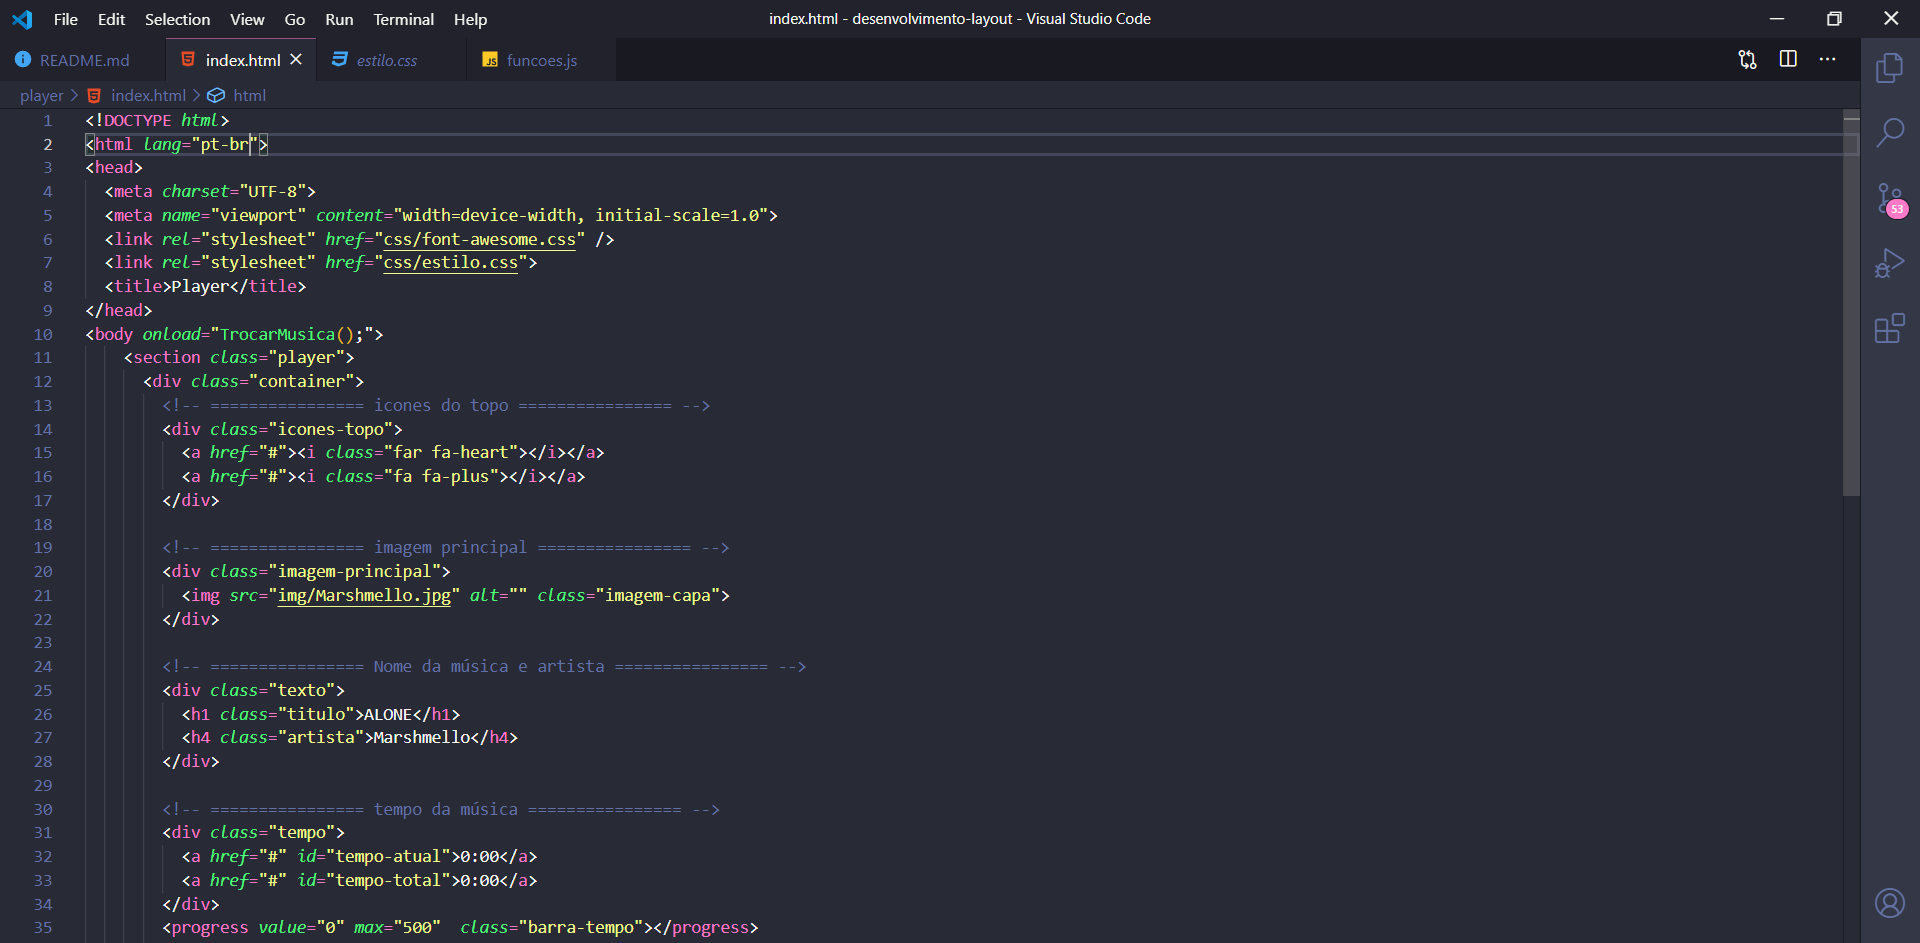 File Edit Selection View Go Run Terminal Help
index.html - desenvolvimento-layout - Visual Studio Code
README.md index.html estilo.css JS funcoes.js
player > index.html > html
53
1 <!DOCTYPE html>
2 <html lang="pt-br">
3 <head>
4 <meta charset="UTF-8">
5 <meta name="viewport" content="width=device-width, initial-scale=1.0">
6 <link rel="stylesheet" href="css/font-awesome.css" />
7 <link rel="stylesheet" href="css/estilo.css">
8 <title>Player</title>
9 </head>
10 <body onload="TrocarMusica();">
11 <section class="player">
12 <div class="container">
13 <!-- ================ icones do topo ================ -->
14 <div class="icones-topo">
15 <a href="#"><i class="far fa-heart"></i></a>
16 <a href="#"><i class="fa fa-plus"></i></a>
17 </div>
18
19 <!-- ================ imagem principal ================ -->
20 <div class="imagem-principal">
21 <img src="img/Marshmello.jpg" alt="" class="imagem-capa">
22 </div>
23
24 <!-- ================ Nome da música e artista ================ -->
25 <div class="texto">
26 <h1 class="titulo">ALONE</h1>
27 <h4 class="artista">Marshmello</h4>
28 </div>
29
30 <!-- ================ tempo da música ================ -->
31 <div class="tempo">
32 <a href="#" id="tempo-atual">0:00</a>
33 <a href="#" id="tempo-total">0:00</a>
34 </div>
35 <progress value="0" max="500"  class="barra-tempo"></progress>